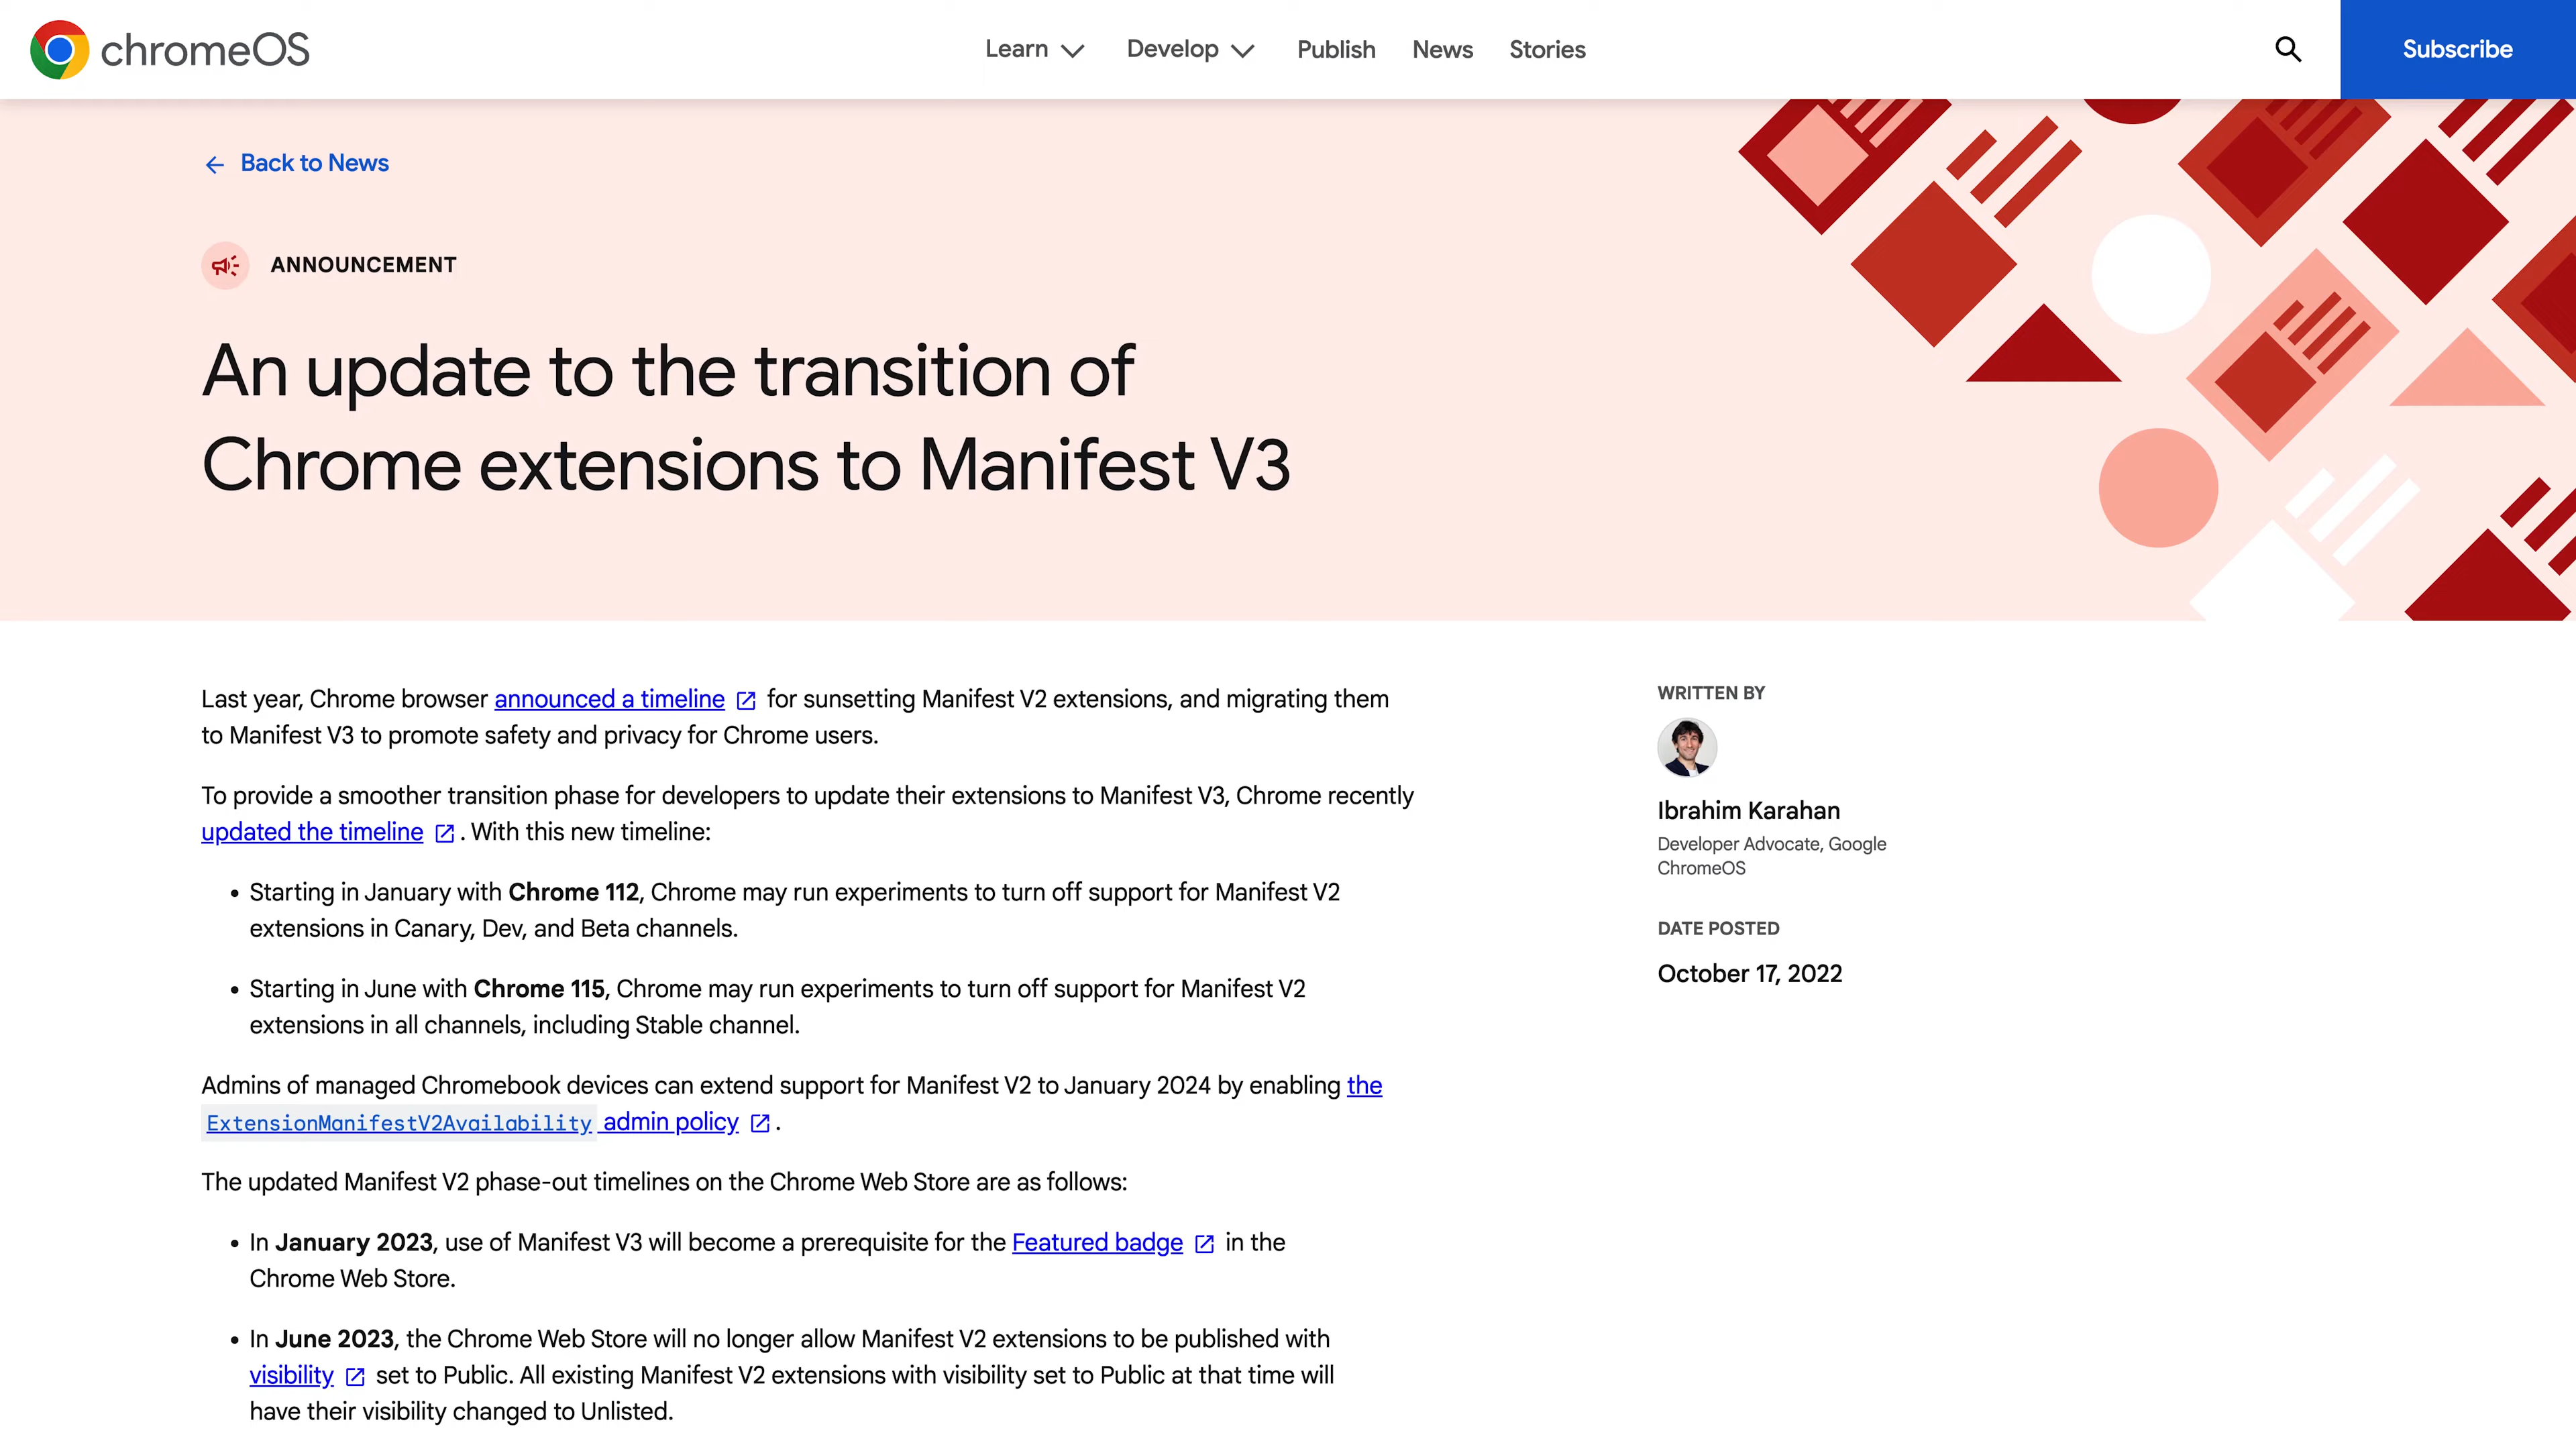 chromeOS
Learn
Develop
Publish
News
Stories
Subscribe
Back to News
ANNOUNCEMENT
An update to the transition of
Chrome extensions to Manifest V3
Last year, Chrome browser announced a timeline for sunsetting Manifest V2 extensions, and migrating them
to Manifest V3 to promote safety and privacy for Chrome users.
To provide a smoother transition phase for developers to update their extensions to Manifest V3, Chrome recently
updated the timeline . With this new timeline:
• Starting in January with Chrome 112, Chrome may run experiments to turn off support for Manifest V2
extensions in Canary, Dev, and Beta channels.
• Starting in June with Chrome 115, Chrome may run experiments to turn off support for Manifest V2
extensions in all channels, including Stable channel.
Admins of managed Chromebook devices can extend support for Manifest V2 to January 2024 by enabling the
ExtensionManifestV2Availability admin policy .
The updated Manifest V2 phase-out timelines on the Chrome Web Store are as follows:
• In January 2023, use of Manifest V3 will become a prerequisite for the Featured badge in the
Chrome Web Store.
• In June 2023, the Chrome Web Store will no longer allow Manifest V2 extensions to be published with
visibility set to Public. All existing Manifest V2 extensions with visibility set to Public at that time will
have their visibility changed to Unlisted.
WRITTEN BY
Ibrahim Karahan
Developer Advocate, Google
ChromeOS
DATE POSTED
October 17, 2022